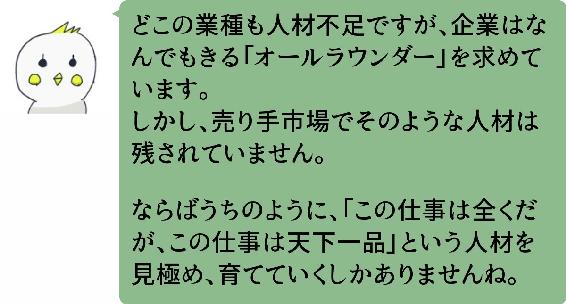 どこの業種も人材不足ですが、企業はな
んでもきる「オールラウンダー」を求めて
います。
しかし、売り手市場でそのような人材は
残されていません。
ならばうちのように、「この仕事は全くだ
が、この仕事は天下一品」という人材を
見極め、育てていくしかありませんね。